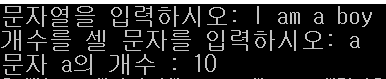 문자열을 입력하시오: I am a boy
개수를 셀 문자를 입력하시오: a
문자 a의 개수 : 10